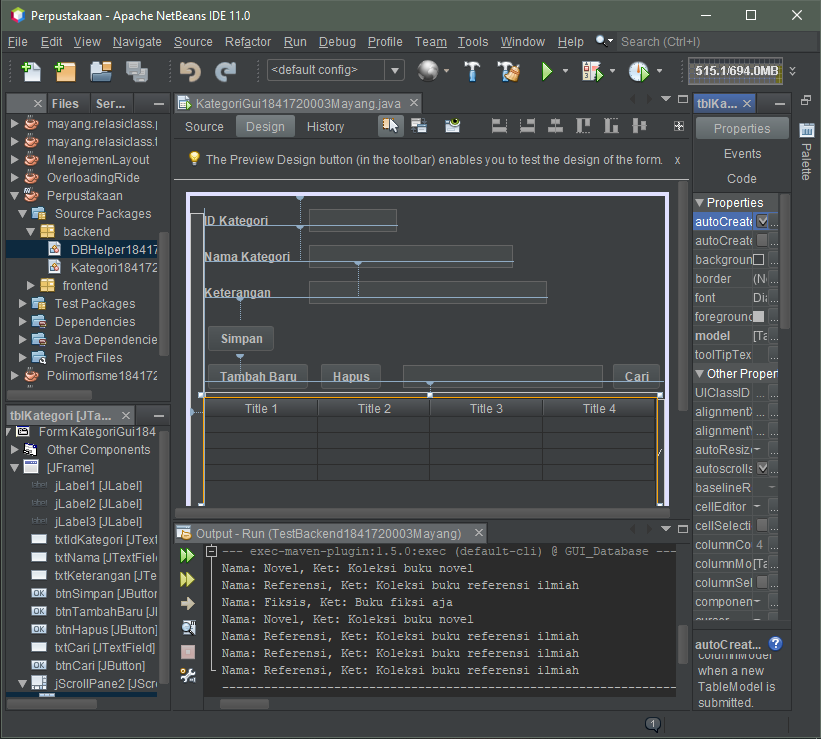 Perpustakaan - Apache NetBeans IDE 11.0
File Edit View Navigate Source Refactor Run Debug Profile Team Tools Window Help Search (Ctrl+I)
<default config> 515.1/694.0MB
Files Ser...
mayang.relasiclass.p
mayang.relasiclass.t
MenejemenLayout
OverloadingRide
Perpustakaan
Source Packages
backend
DBHelper18417
Kategori184172
frontend
Test Packages
Dependencies
Java Dependencie
Project Files
Polimorfisme184172
tblKategori [JTa...
Form KategoriGui184
Other Components
[JFrame]
jLabel1 [JLabel]
jLabel2 [JLabel]
jLabel3 [JLabel]
txtIdKategori [JText
txtNama [JTextField
txtKeterangan [JTe
btnSimpan [JButton
btnTambahBaru [JB
btnHapus [JButton]
txtCari [JTextField]
btnCari [JButton]
jScrollPane2 [JScro
KategoriGui1841720003Mayang.java
Source Design History
The Preview Design button (in the toolbar) enables you to test the design of the form. x
ID Kategori
Nama Kategori
Keterangan
Simpan
Tambah Baru Hapus Cari
Title 1 Title 2 Title 3 Title 4
Output - Run (TestBackend1841720003Mayang)
--- exec-maven-plugin:1.5.0:exec (default-cli) @ GUI_Database ---
Nama: Novel, Ket: Koleksi buku novel
Nama: Referensi, Ket: Koleksi buku referensi ilmiah
Nama: Fiksis, Ket: Buku fiksi aja
Nama: Novel, Ket: Koleksi buku novel
Nama: Referensi, Ket: Koleksi buku referensi ilmiah
Nama: Referensi, Ket: Koleksi buku referensi ilmiah
Nama: Referensi, Ket: Koleksi buku referensi ilmiah
------------------------------------------------------------------------
tblKa...
Properties
Events
Code
Properties
autoCreate ...
autoCreate ...
backgroun ...
border (No ...
font Dia ...
foreground ...
model [Ta ...
toolTipTex ...
Other Proper
UIClassID ...
alignmentX ...
alignmentY ...
autoResize ...
autoscrolls ...
baselineR ...
cellEditor ...
cellSelecti ...
columnCo 4 ...
columnMo [Ta ...
columnSel ...
component ...
cursor
autoCreat...
columnModel
when a new
TableModel is
submitted.
Palette
1